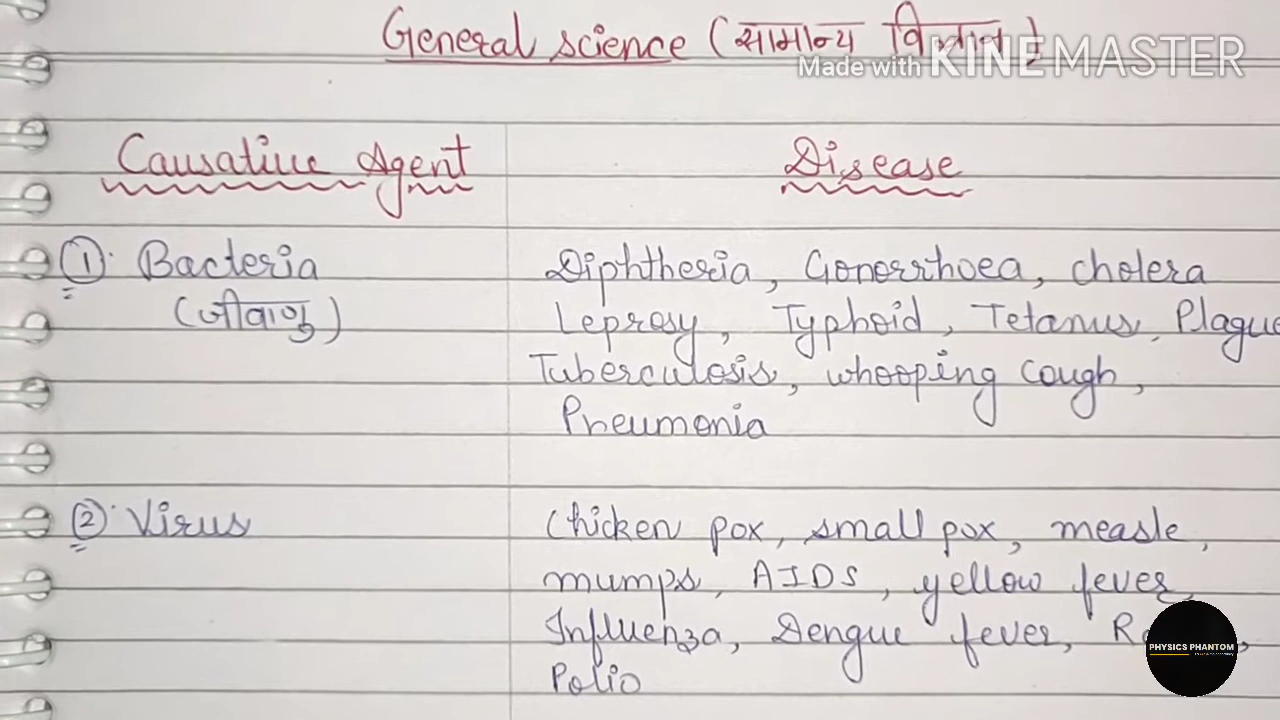 General science (सामान्य विज्ञान)
Made with KINEMASTER
Causative Agent
Disease
① Bacteria
(जीवाणु)
Diphtheria, Gonorrhoea, cholera
Leprosy, Typhoid, Tetanus, Plague
Tuberculosis, whooping cough,
Pneumonia
② Virus
Chicken pox, small pox, measle,
mumps, AIDS, yellow fever,
Influenza, Dengue fever,
Polio
PHYSICS PHANTOM